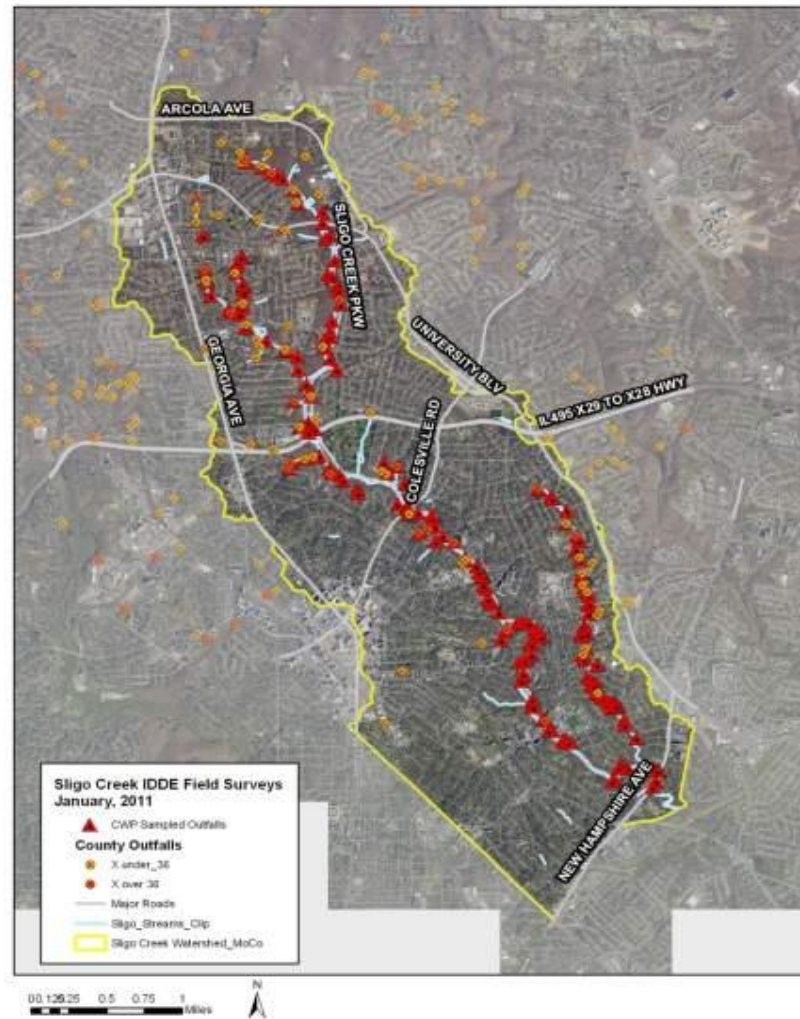 ARCOLA AVE
SLIGO CREEK PKW
GEORGIA AVE
UNIVERSITY BLV
IL495 X29 TO X28 HWY
COLESVILLE RD
NEW HAMPSHIRE AVE
Sligo Creek IDDE Field Surveys
January, 2011
CWP Sampled Outfalls
County Outfalls
X under_36
X over 36
Major Roads
Sligo_Streams_Clip
Sligo Creek Watershed_MoCo
N
0.5 0.75 1
Miles